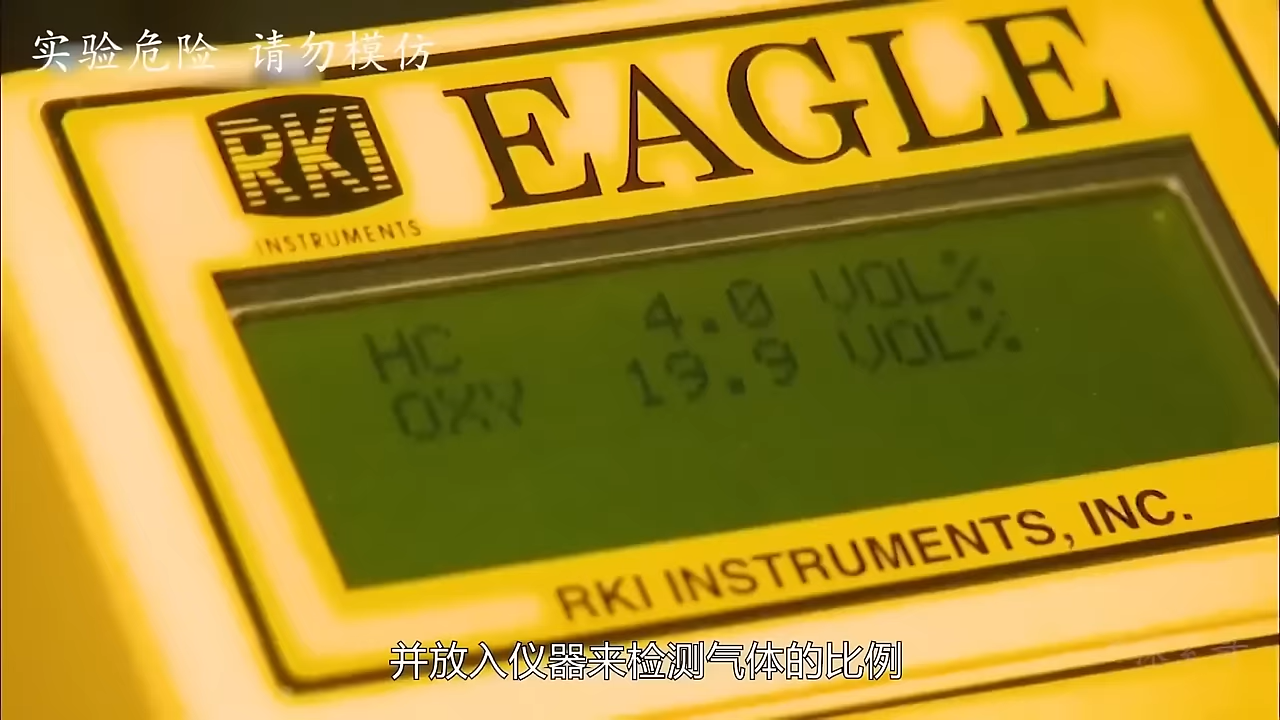 实验危险 请勿模仿
RKI
INSTRUMENTS
EAGLE
HC 4.0 VOL%
OXY 19.9 VOL%
RKI INSTRUMENTS, INC.
并放入仪器来检测气体的比例